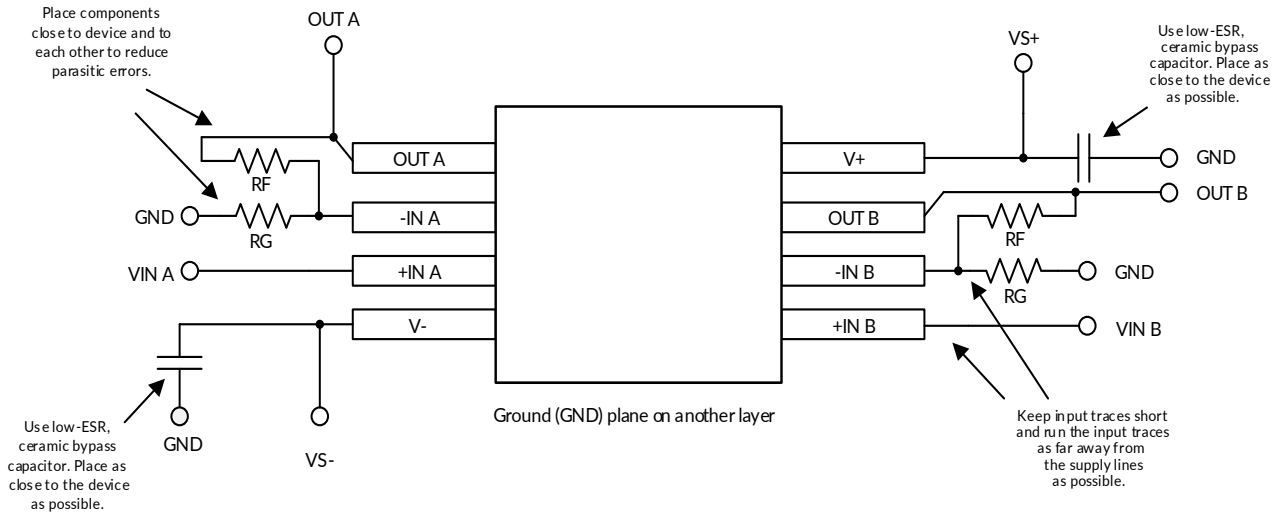 Place components
close to device and to
each other to reduce
parasitic errors.
OUT A
VS+
Use low-ESR,
ceramic bypass
capacitor. Place as
close to the device
as possible.
OUT A
V+
GND
RF
OUT B
GND
-IN A
OUT B
RG
RF
VIN A
+IN A
-IN B
GND
RG
V-
+IN B
VIN B
Ground (GND) plane on another layer
Use low-ESR,
ceramic bypass
capacitor. Place as
close to the device
as possible.
GND
VS-
Keep input traces short
and run the input traces
as far away from
the supply lines
as possible.